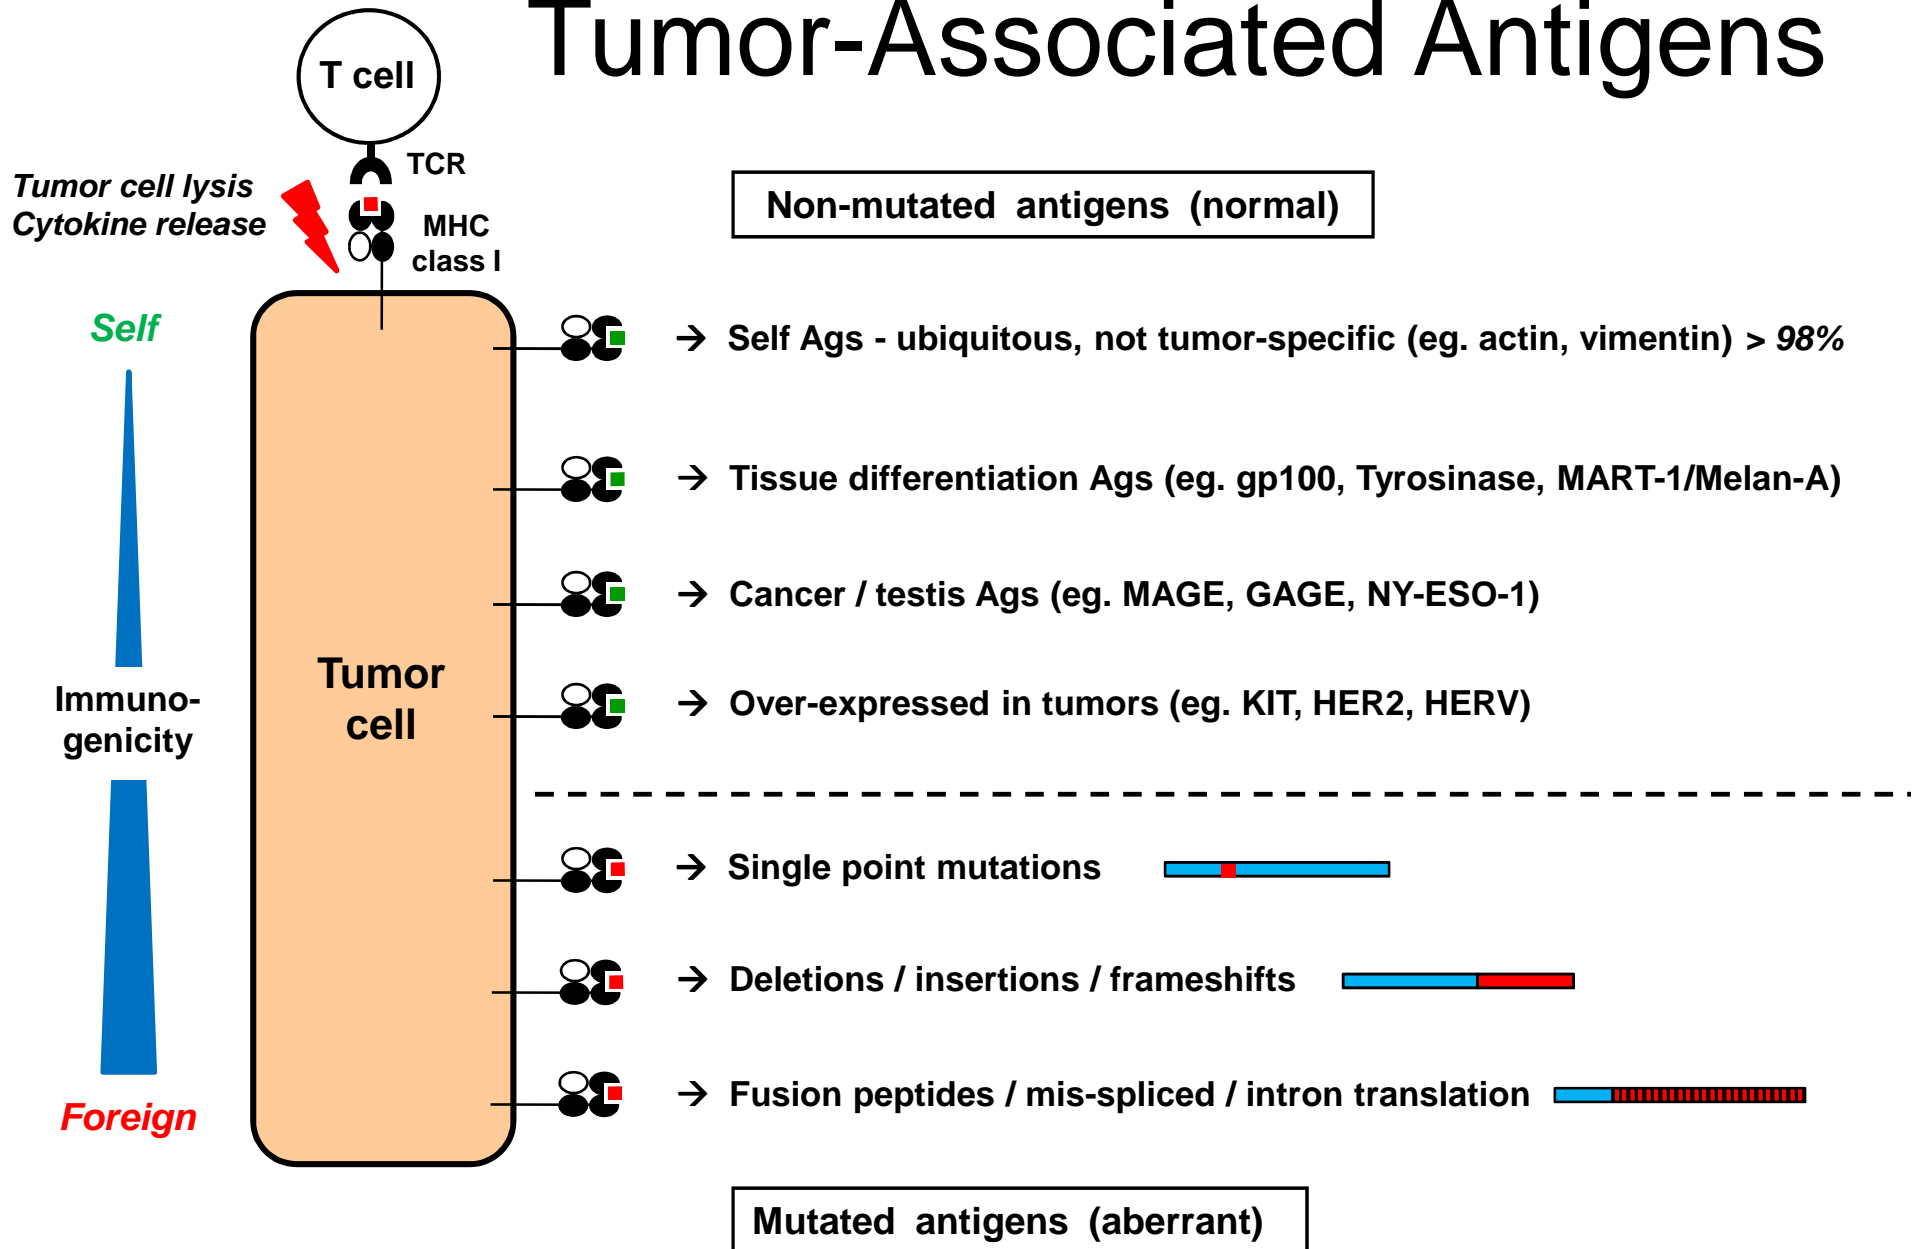 Tumor-Associated Antigens
T cell
TCR
Tumor cell lysis
Cytokine release
MHC
class I
Non-mutated antigens (normal)
Self
→ Self Ags - ubiquitous, not tumor-specific (eg. actin, vimentin) > 98%
→ Tissue differentiation Ags (eg. gp100, Tyrosinase, MART-1/Melan-A)
→ Cancer / testis Ags (eg. MAGE, GAGE, NY-ESO-1)
Immuno-
genicity
Tumor
cell
→ Over-expressed in tumors (eg. KIT, HER2, HERV)
→ Single point mutations
→ Deletions / insertions / frameshifts
→ Fusion peptides / mis-spliced / intron translation
Foreign
Mutated antigens (aberrant)